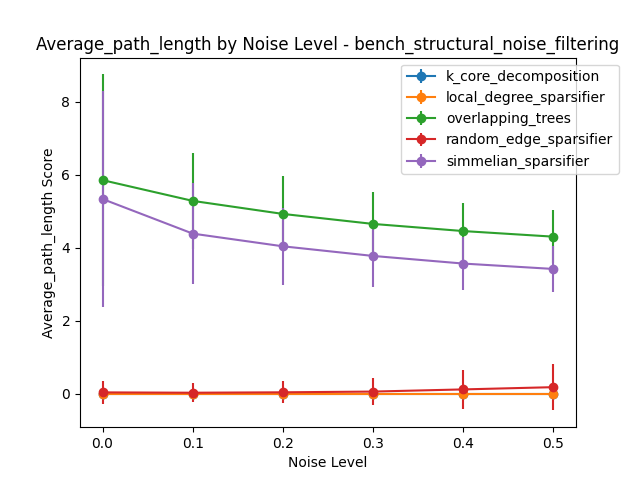 Average_path_length by Noise Level - bench_structural_noise_filtering
k_core_decomposition
local_degree_sparsifier
overlapping_trees
random_edge_sparsifier
simmelian_sparsifier
Average_path_length Score
8
6
4
2
0
0.0 0.1 0.2 0.3 0.4 0.5
Noise Level